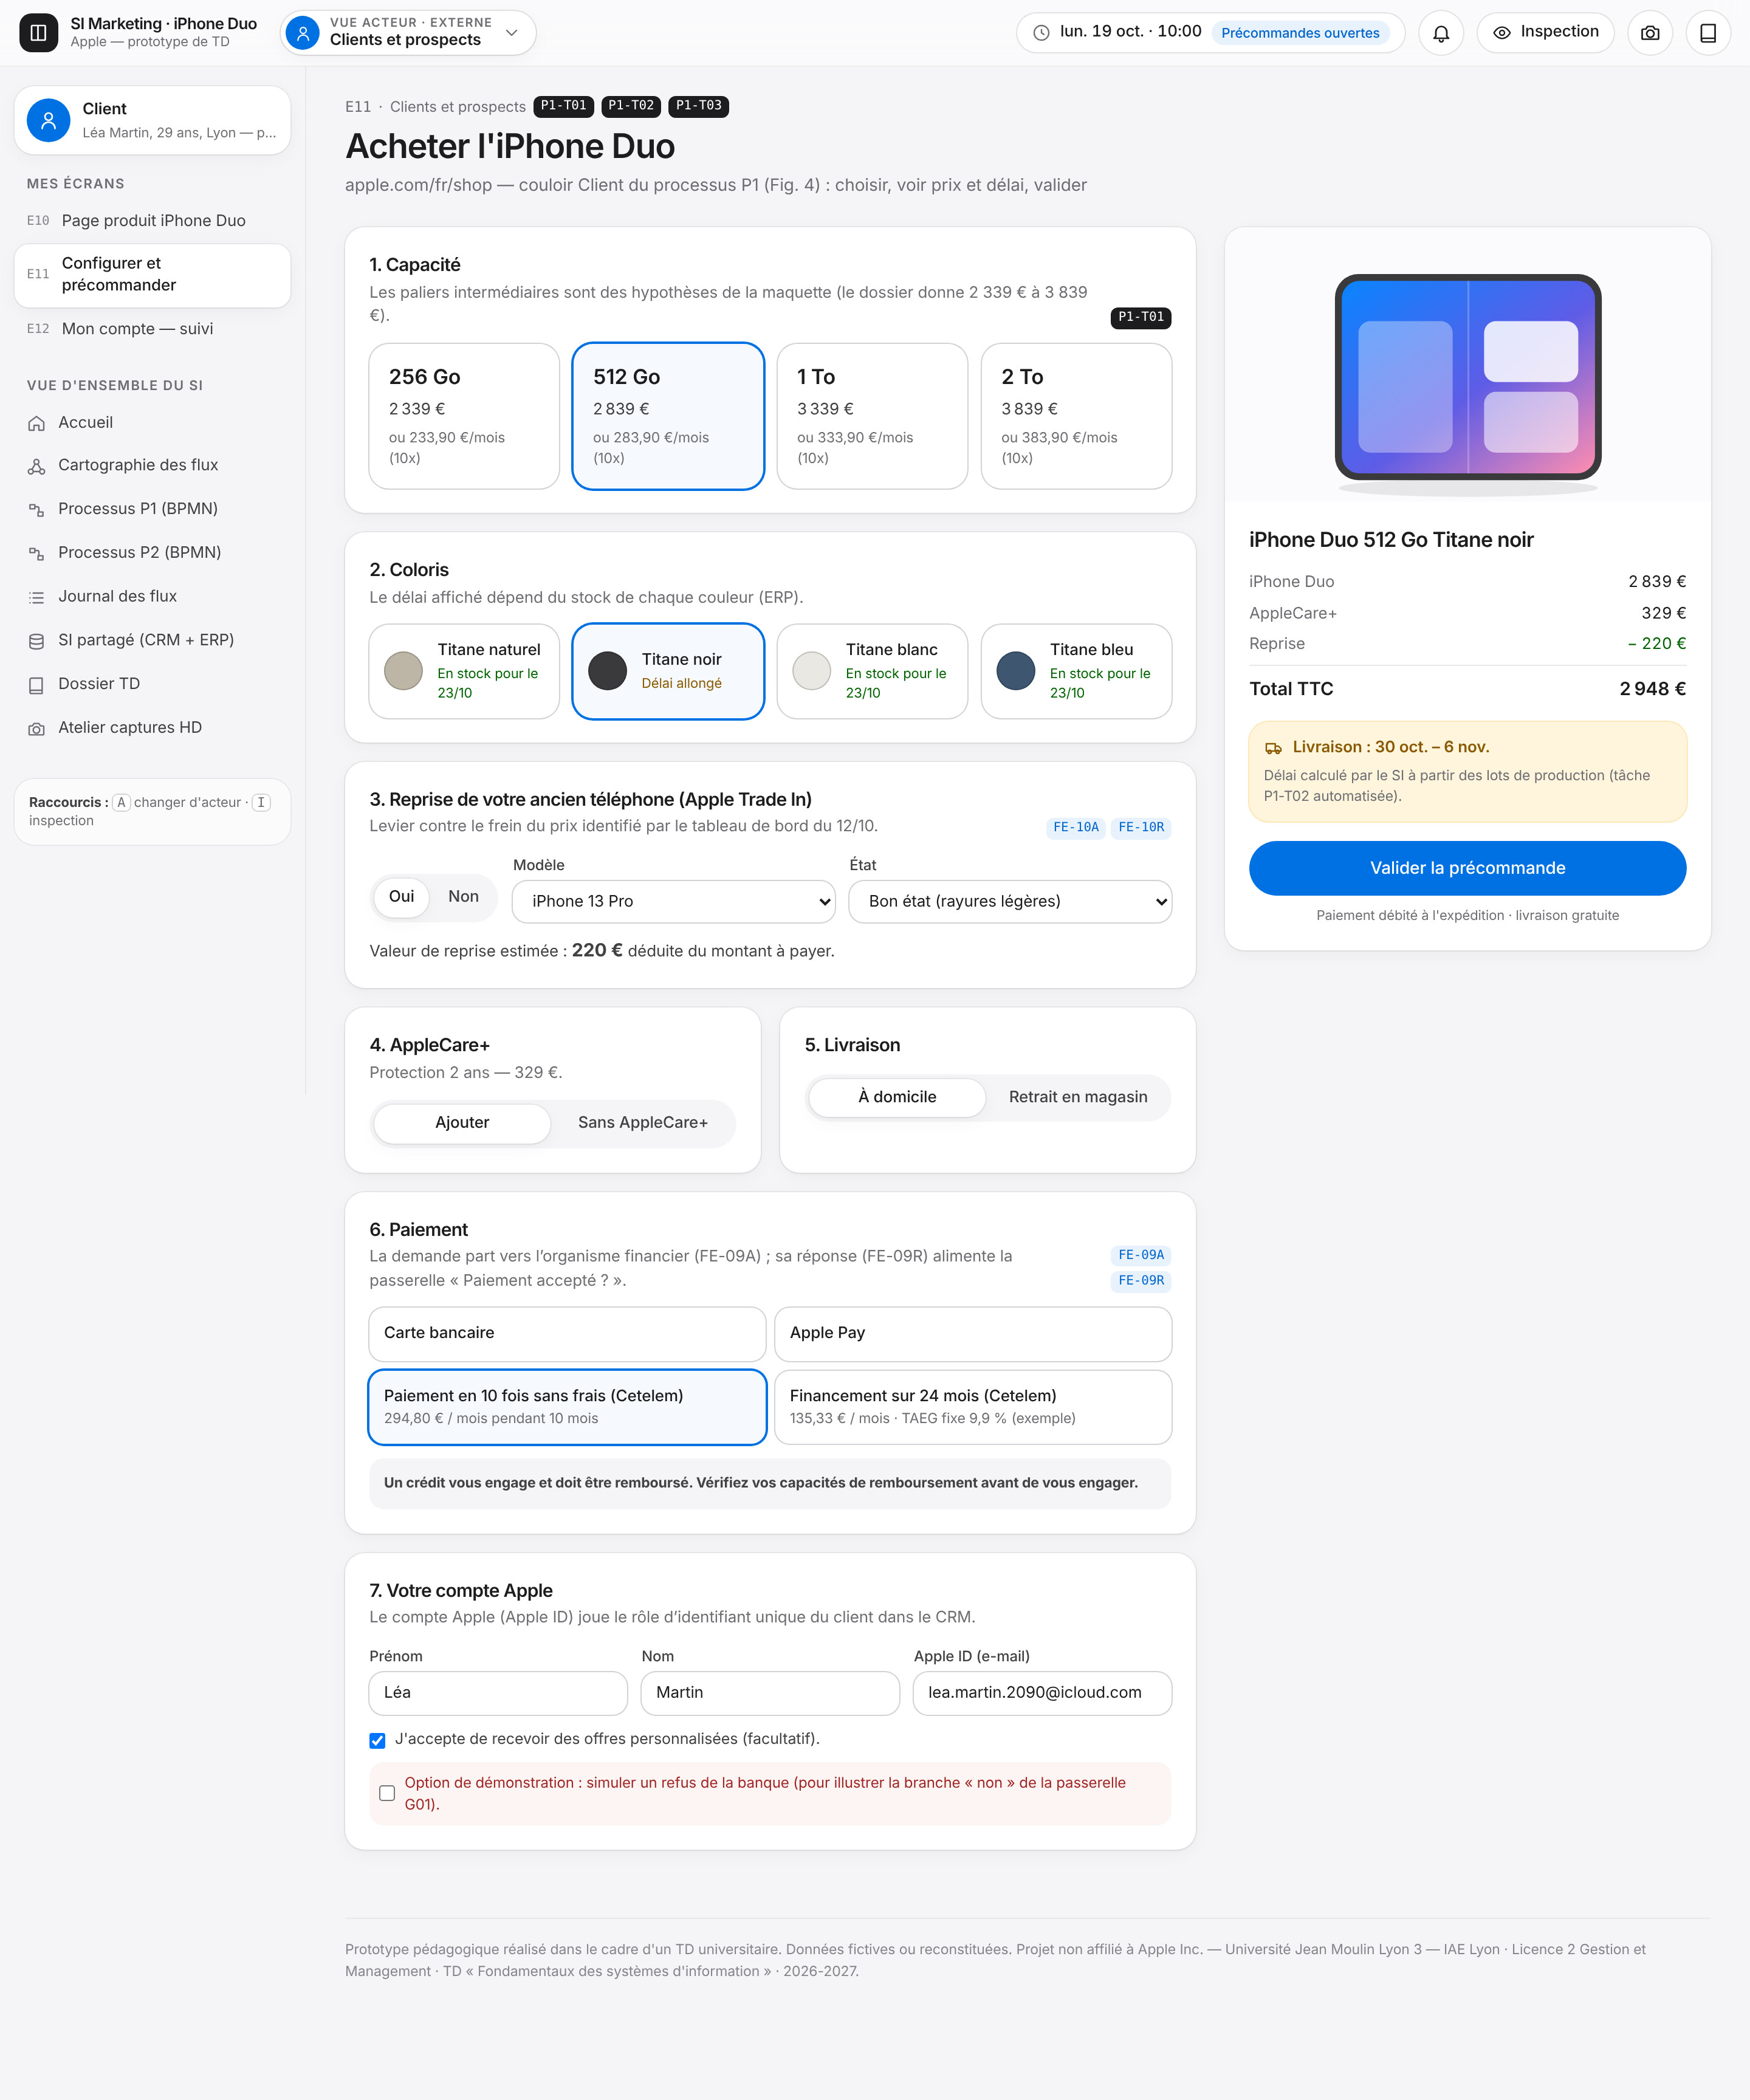 SI Marketing · iPhone Duo
Apple — prototype de TD
VUE ACTEUR · EXTERNE
Clients et prospects
lun. 19 oct. · 10:00
Précommandes ouvertes
Inspection
Client
Léa Martin, 29 ans, Lyon — p...
MES ÉCRANS
E10 Page produit iPhone Duo
E11 Configurer et
précommander
E12 Mon compte — suivi
VUE D'ENSEMBLE DU SI
Accueil
Cartographie des flux
Processus P1 (BPMN)
Processus P2 (BPMN)
Journal des flux
SI partagé (CRM + ERP)
Dossier TD
Atelier captures HD
Raccourcis : A changer d'acteur · I
inspection
E11 · Clients et prospects P1-T01 P1-T02 P1-T03
Acheter l'iPhone Duo
apple.com/fr/shop — couloir Client du processus P1 (Fig. 4) : choisir, voir prix et délai, valider
1. Capacité
Les paliers intermédiaires sont des hypothèses de la maquette (le dossier donne 2 339 € à 3 839
€).
P1-T01
256 Go
2 339 €
ou 233,90 €/mois
(10x)
512 Go
2 839 €
ou 283,90 €/mois
(10x)
1 To
3 339 €
ou 333,90 €/mois
(10x)
2 To
3 839 €
ou 383,90 €/mois
(10x)
2. Coloris
Le délai affiché dépend du stock de chaque couleur (ERP).
Titane naturel
En stock pour le
23/10
Titane noir
Délai allongé
Titane blanc
En stock pour le
23/10
Titane bleu
En stock pour le
23/10
3. Reprise de votre ancien téléphone (Apple Trade In)
Levier contre le frein du prix identifié par le tableau de bord du 12/10.
FE-10A FE-10R
Oui Non
Modèle
iPhone 13 Pro
État
Bon état (rayures légères)
Valeur de reprise estimée : 220 € déduite du montant à payer.
4. AppleCare+
Protection 2 ans — 329 €.
Ajouter Sans AppleCare+
5. Livraison
À domicile Retrait en magasin
6. Paiement
La demande part vers l’organisme financier (FE-09A) ; sa réponse (FE-09R) alimente la
passerelle « Paiement accepté ? ».
FE-09A
FE-09R
Carte bancaire
Apple Pay
Paiement en 10 fois sans frais (Cetelem)
294,80 € / mois pendant 10 mois
Financement sur 24 mois (Cetelem)
135,33 € / mois · TAEG fixe 9,9 % (exemple)
Un crédit vous engage et doit être remboursé. Vérifiez vos capacités de remboursement avant de vous engager.
7. Votre compte Apple
Le compte Apple (Apple ID) joue le rôle d’identifiant unique du client dans le CRM.
Prénom
Léa
Nom
Martin
Apple ID (e-mail)
lea.martin.2090@icloud.com
J'accepte de recevoir des offres personnalisées (facultatif).
Option de démonstration : simuler un refus de la banque (pour illustrer la branche « non » de la passerelle
G01).
iPhone Duo 512 Go Titane noir
iPhone Duo 2 839 €
AppleCare+ 329 €
Reprise − 220 €
Total TTC 2 948 €
Livraison : 30 oct. – 6 nov.
Délai calculé par le SI à partir des lots de production (tâche
P1-T02 automatisée).
Valider la précommande
Paiement débité à l'expédition · livraison gratuite
Prototype pédagogique réalisé dans le cadre d'un TD universitaire. Données fictives ou reconstituées. Projet non affilié à Apple Inc. — Université Jean Moulin Lyon 3 — IAE Lyon · Licence 2 Gestion et
Management · TD « Fondamentaux des systèmes d'information » · 2026-2027.